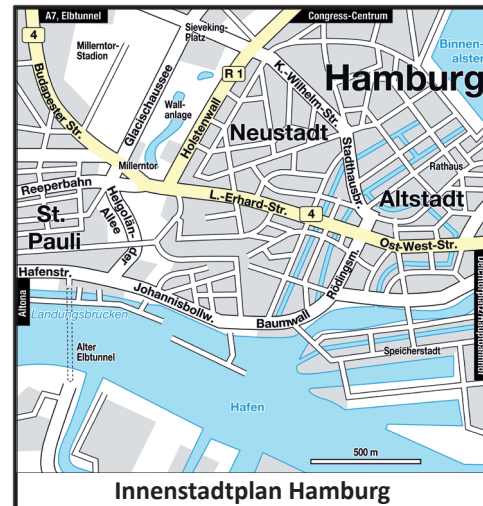 A7, Elbtunnel
Congress-Centrum
Sieveking-
Platz
4
Millerntor-
Stadion
Binnen-
alster
R 1
K.-Wilhelm-Str.
Hamburg
Budapester Str.
Glacischaussee
Wall-
anlage
Holstenwall
Neustadt
Stadthausbr.
Millerntor
Rathaus
Reeperbahn
Helgolän-
der
Allee
L.-Erhard-Str.
4
Altstadt
St.
Pauli
Ost-West-Str.
Hafenstr.
Rödingsm.
Altona
Landungsbrücken
Johannisbollw.
Baumwall
Speicherstadt
Alter
Elbtunnel
Hafen
500 m
Innenstadtplan Hamburg